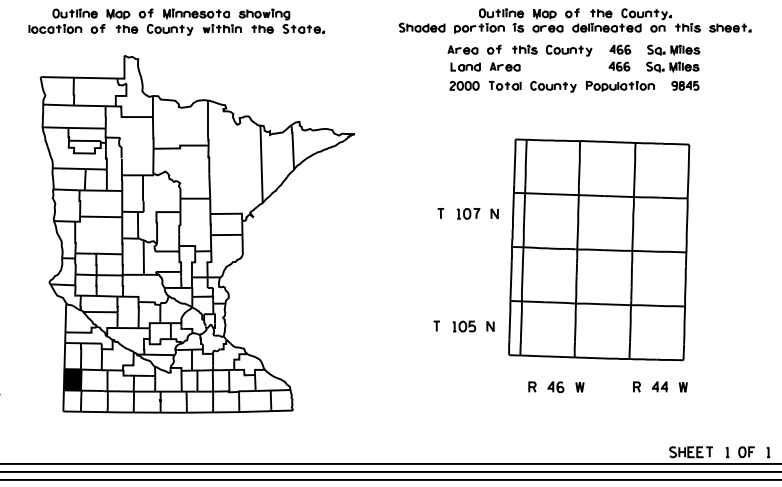 Outline Map of Minnesota showing
location of the County within the State.
Outline Map of the County.
Shaded portion is area delineated on this sheet.
Area of this County 466 Sq. Miles
Land Area 466 Sq. Miles
2000 Total County Population 9845
T 107 N
T 105 N
R 46 W R 44 W
SHEET 1 OF 1